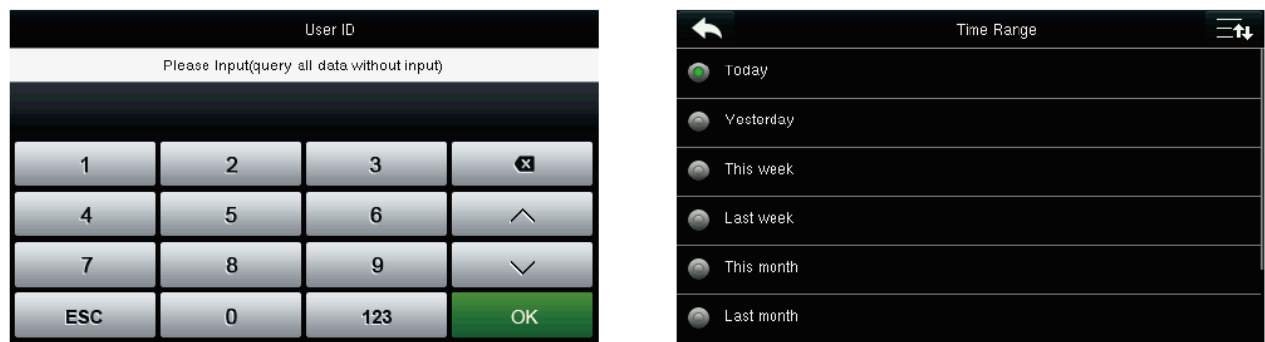 User ID
Please Input(query all data without input)
1 2 3
4 5 6
7 8 9
ESC 0 123 OK
Time Range
Today
Yesterday
This week
Last week
This month
Last month